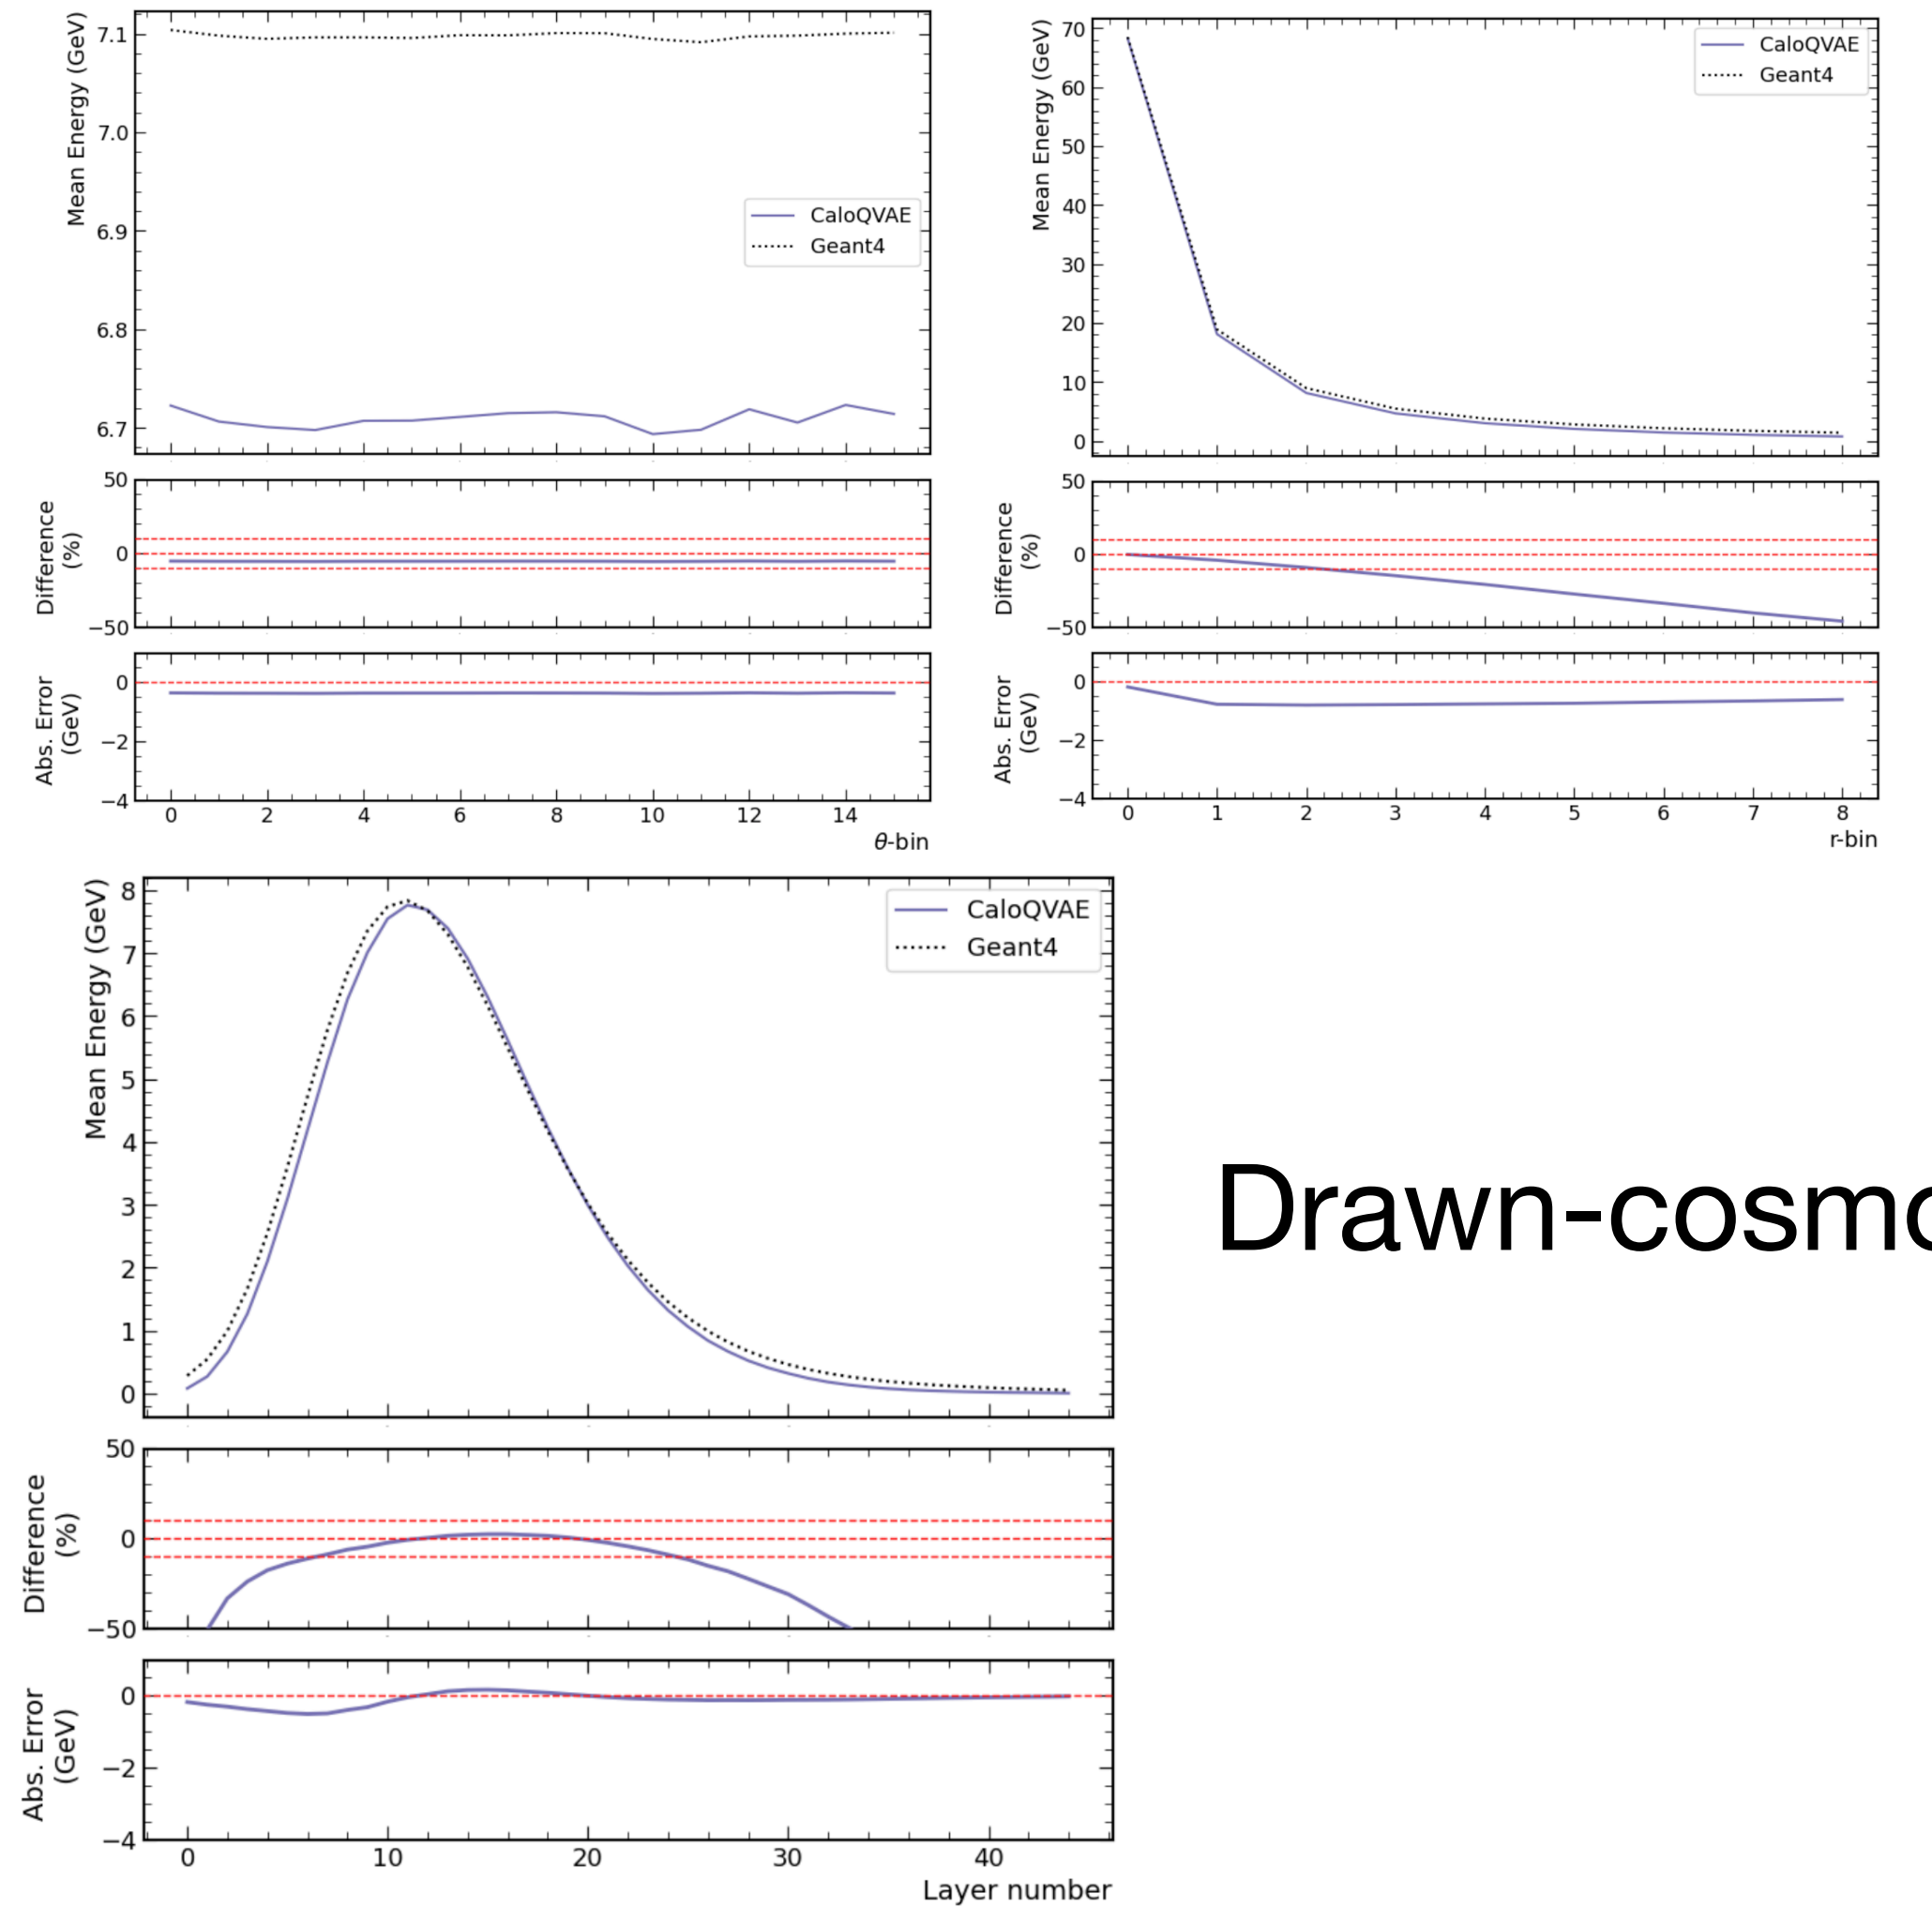 Mean Energy (GeV)
7.1
7.0
6.9
6.8
6.7
CaloQVAE
Geant4
Difference
(%)
50
0
−50
Abs. Error
(GeV)
0
−2
−4
0 2 4 6 8 10 12 14
θ-bin
Mean Energy (GeV)
70
60
50
40
30
20
10
0
CaloQVAE
Geant4
Difference
(%)
50
0
−50
Abs. Error
(GeV)
0
−2
−4
0 1 2 3 4 5 6 7 8
r-bin
Mean Energy (GeV)
8
7
6
5
4
3
2
1
0
CaloQVAE
Geant4
Difference
(%)
50
0
−50
Abs. Error
(GeV)
0
−2
−4
0 10 20 30 40
Layer number
Drawn-cosmo